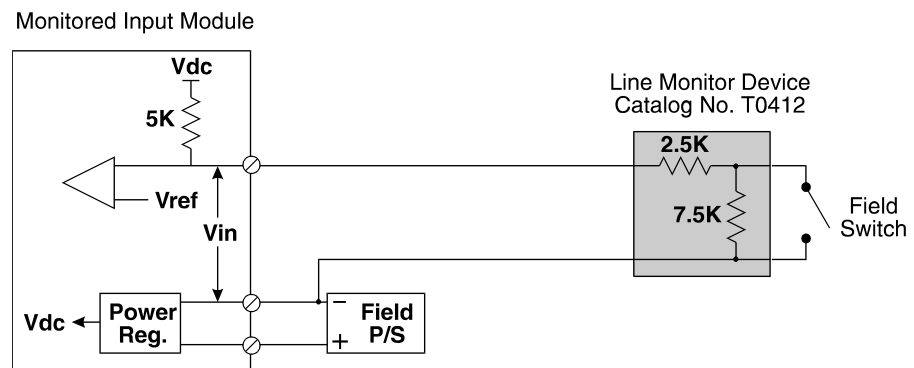 Monitored Input Module
Vdc
5K
Vref
Vin
Vdc
Power
Reg.
−
+
Field
P/S
Line Monitor Device
Catalog No. T0412
2.5K
7.5K
Field
Switch